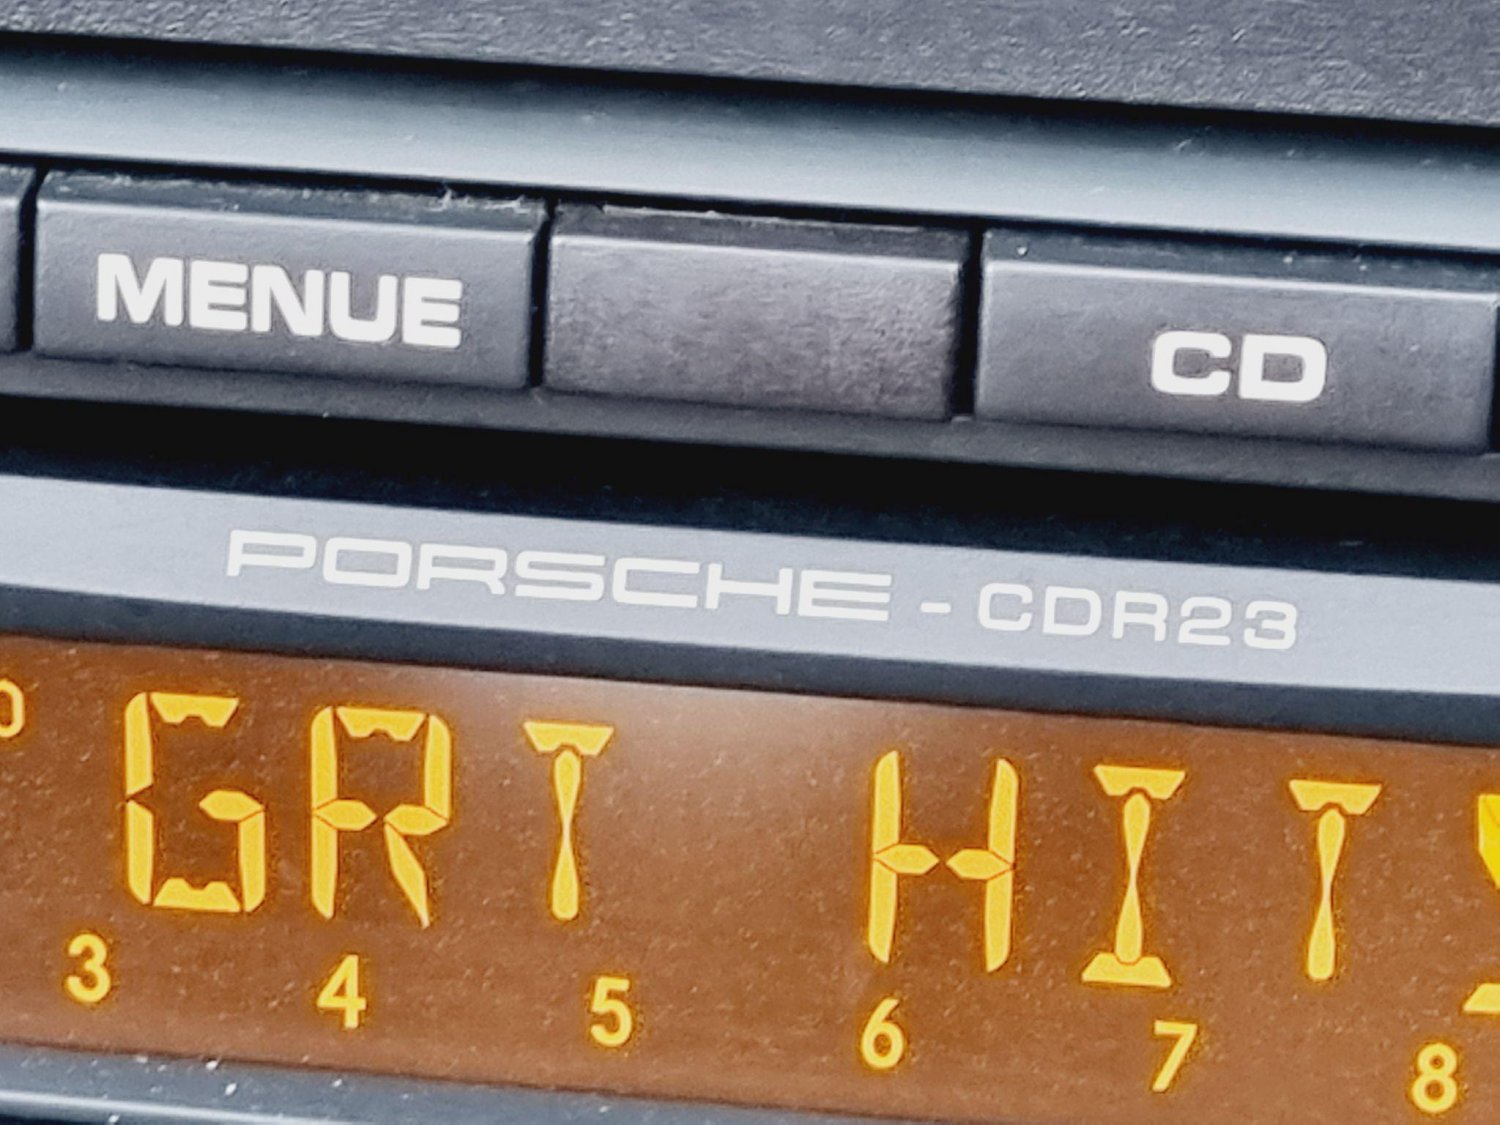 MENUE CD
PORSCHE - CDR23
GRT HIT
3 4 5 6 7 8